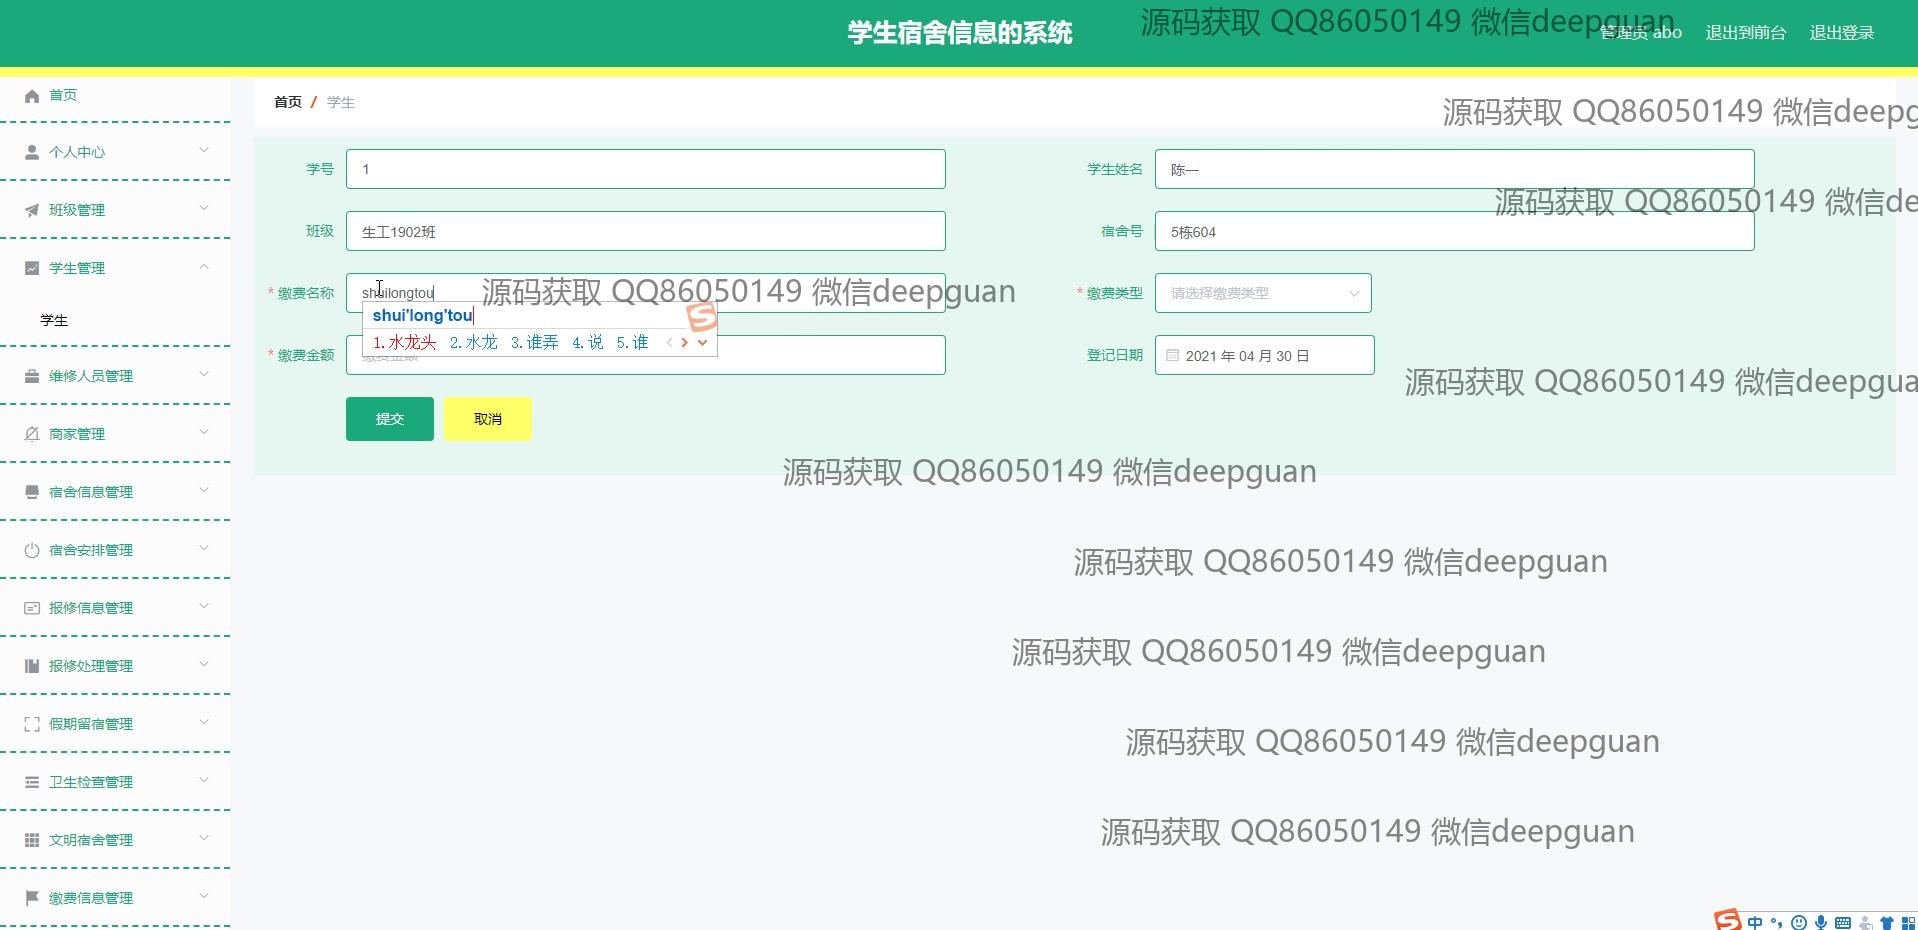 学生宿舍信息的系统
源码获取 QQ86050149 微信deepguan
管理员 abo 退出到前台 退出登录
首页
个人中心
班级管理
学生管理
学生
维修人员管理
商家管理
宿舍信息管理
宿舍安排管理
报修信息管理
报修处理管理
假期留宿管理
卫生检查管理
文明宿舍管理
缴费信息管理
首页 / 学生
源码获取 QQ86050149 微信deepg
学号 1
学生姓名 陈一
源码获取 QQ86050149 微信de
班级 生工1902班
宿舍号 5栋604
* 缴费名称 shuilongtou
源码获取 QQ86050149 微信deepguan
* 缴费类型 请选择缴费类型
shui'long'tou
1.水龙头 2.水龙 3.谁弄 4.说 5.谁
* 缴费金额 缴费金额
登记日期 2021 年 04 月 30 日
源码获取 QQ86050149 微信deepgua
提交 取消
源码获取 QQ86050149 微信deepguan
源码获取 QQ86050149 微信deepguan
源码获取 QQ86050149 微信deepguan
源码获取 QQ86050149 微信deepguan
源码获取 QQ86050149 微信deepguan
中